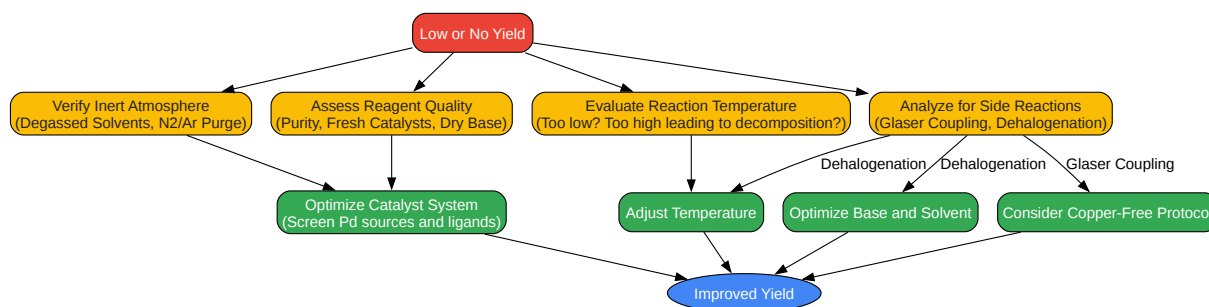 Low or No Yield
Verify Inert Atmosphere
(Degassed Solvents, N2/Ar Purge)
Assess Reagent Quality
(Purity, Fresh Catalysts, Dry Base)
Evaluate Reaction Temperature
(Too low? Too high leading to decomposition?)
Analyze for Side Reactions
(Glaser Coupling, Dehalogenation)
Dehalogenation
Dehalogenation
Glaser Coupling
Optimize Catalyst System
(Screen Pd sources and ligands)
Adjust Temperature
Optimize Base and Solvent
Consider Copper-Free Protocol
Improved Yield